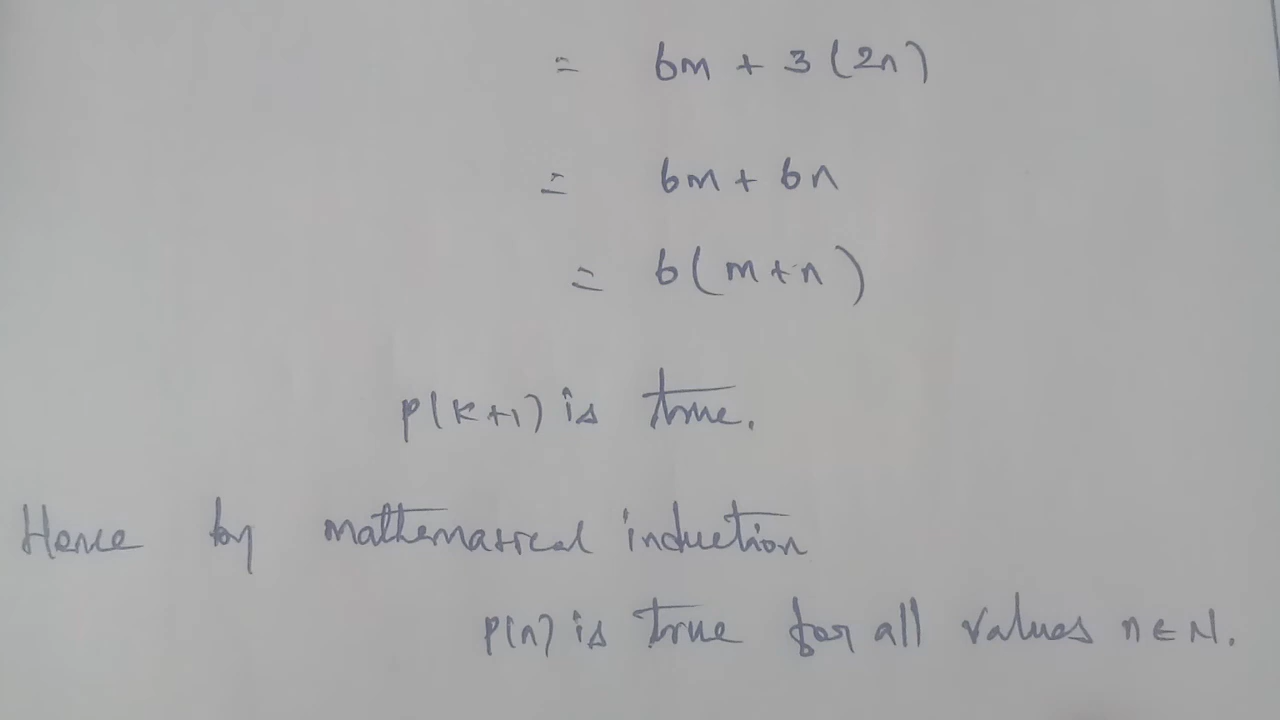 = 6m + 3 (2n)
= 6m + 6n
= 6(m+n)
P(k+1) is true.
Hence by mathematical induction
P(n) is true for all values n ∈ N.